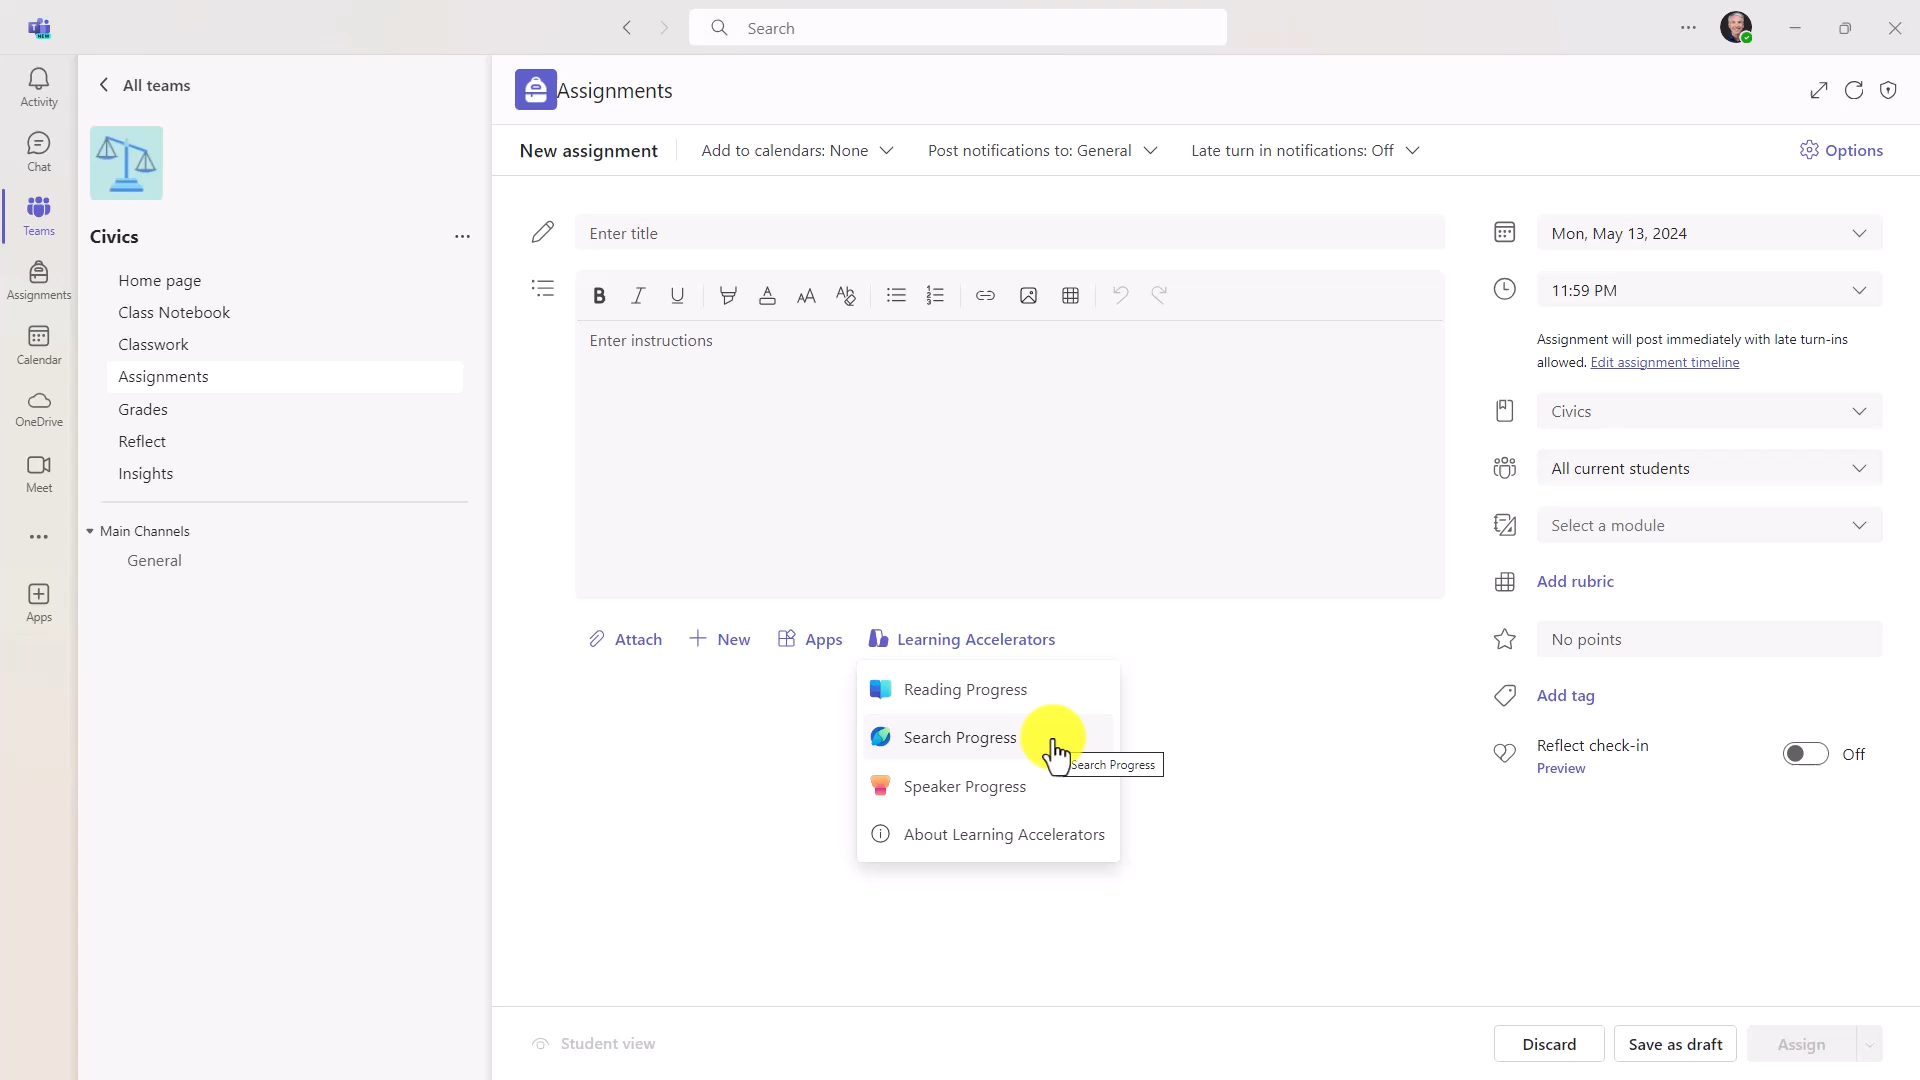 NEW
Search
Activity
Chat
Teams
Assignments
Calendar
OneDrive
Meet
Apps
All teams
Civics
Home page
Class Notebook
Classwork
Assignments
Grades
Reflect
Insights
Main Channels
General
Assignments
New assignment
Add to calendars: None
Post notifications to: General
Late turn in notifications: Off
Options
Enter title
Enter instructions
Attach
New
Apps
Learning Accelerators
Reading Progress
Search Progress
Search Progress
Speaker Progress
About Learning Accelerators
Mon, May 13, 2024
11:59 PM
Assignment will post immediately with late turn-ins
allowed. Edit assignment timeline
Civics
All current students
Select a module
Add rubric
No points
Add tag
Reflect check-in
Preview
Off
Student view
Discard
Save as draft
Assign